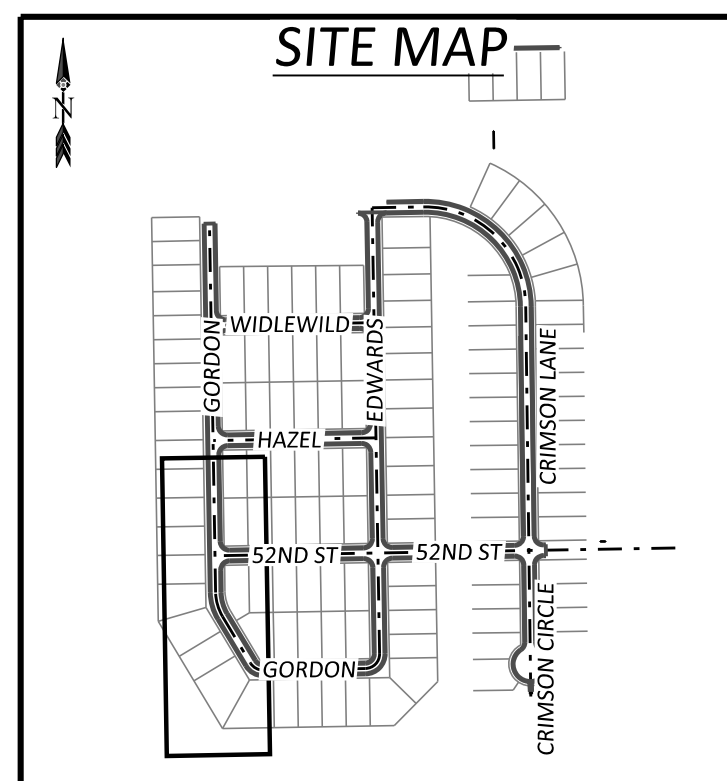 SITE MAP
N
WIDLEWILD
GORDON
EDWARDS
CRIMSON LANE
HAZEL
52ND ST
52ND ST
CRIMSON CIRCLE
GORDON